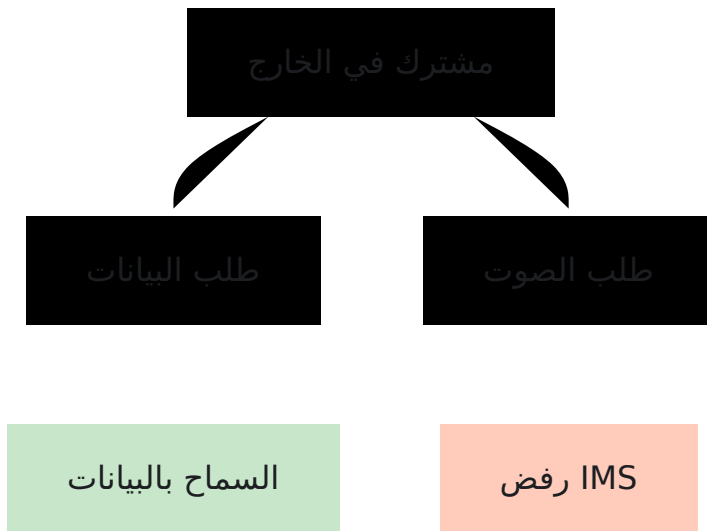 مشترك في الخارج
طلب البيانات
طلب الصوت
السماح بالبيانات
رفض IMS